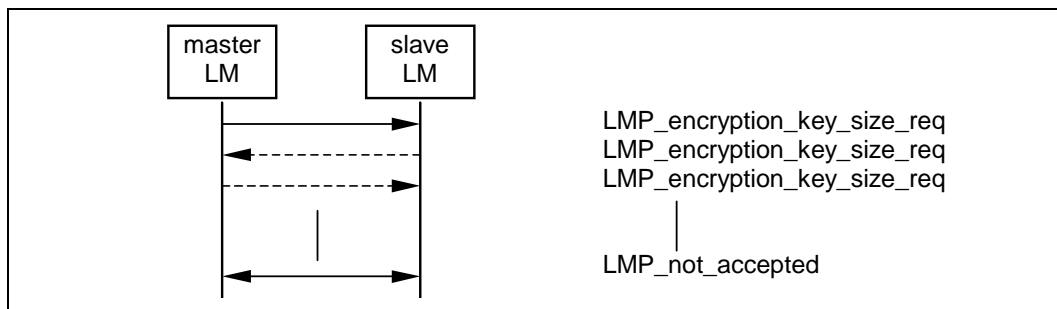 master
LM
slave
LM
LMP_encryption_key_size_req
LMP_encryption_key_size_req
LMP_encryption_key_size_req
LMP_not_accepted